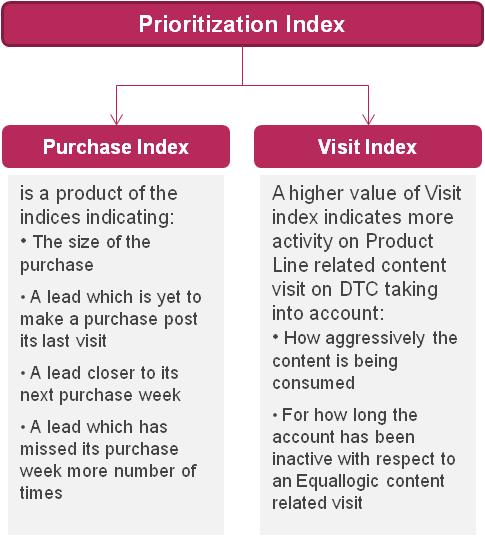 Prioritization Index
Purchase Index
is a product of the
indices indicating:
• The size of the
purchase
• A lead which is yet to
make a purchase post
its last visit
• A lead closer to its
next purchase week
• A lead which has
missed its purchase
week more number of
times
Visit Index
A higher value of Visit
index indicates more
activity on Product
Line related content
visit on DTC taking
into account:
• How aggressively the
content is being
consumed
• For how long the
account has been
inactive with respect to
an Equallogic content
related visit